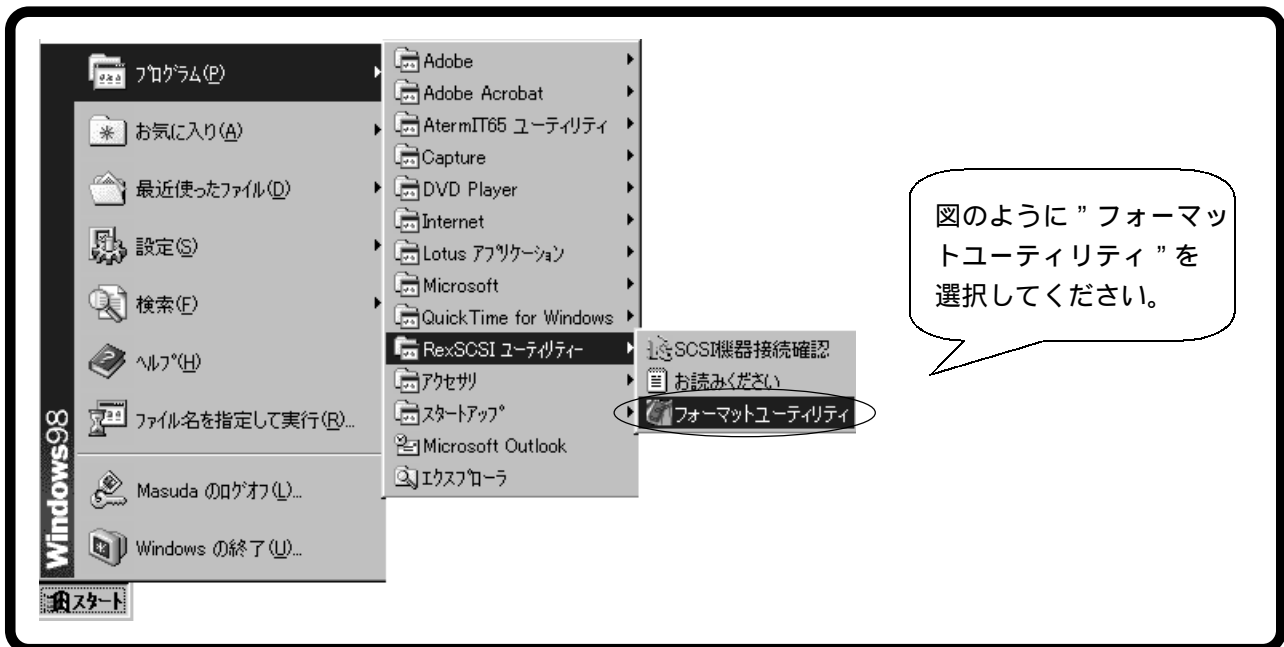 プログラム(P)
お気に入り(A)
最近使ったファイル(D)
設定(S)
検索(F)
ヘルプ(H)
ファイル名を指定して実行(R)...
Masuda のログオフ(L)...
Windows の終了(U)...
Windows98
スタート
Adobe
Adobe Acrobat
AtermIT65 ユーティリティ
Capture
DVD Player
Internet
Lotus アプリケーション
Microsoft
QuickTime for Windows
RexSCSI ユーティリティー
アクセサリ
スタートアップ
Microsoft Outlook
エクスプローラ
SCSI機器接続確認
お読みください
フォーマットユーティリティ
図のように ” フォーマッ
トユーティリティ ” を
選択してください。